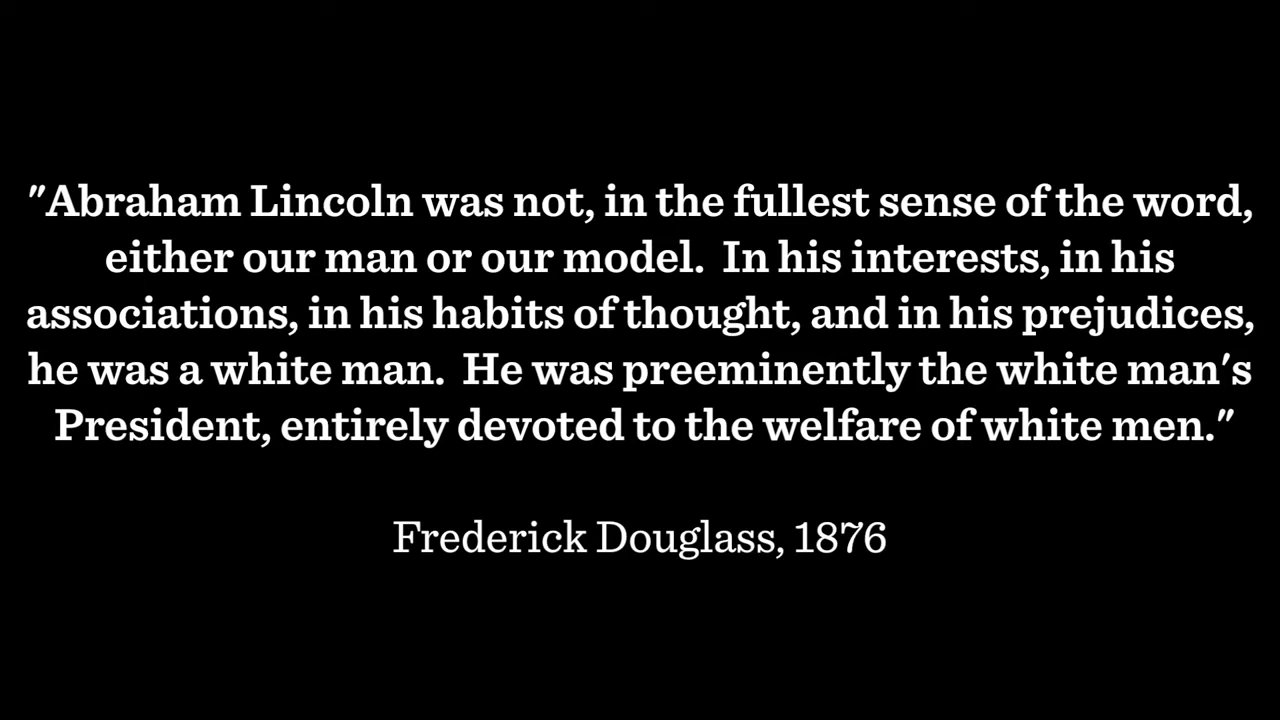 "Abraham Lincoln was not, in the fullest sense of the word,
either our man or our model.  In his interests, in his
associations, in his habits of thought, and in his prejudices,
he was a white man.  He was preeminently the white man's
President, entirely devoted to the welfare of white men."
Frederick Douglass, 1876